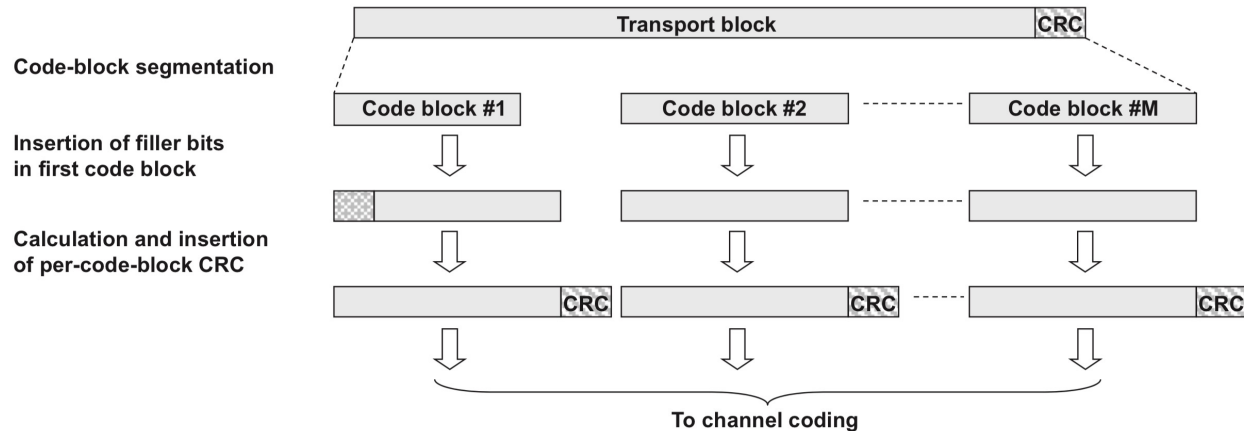 Transport block
CRC
Code-block segmentation
Code block #1
Code block #2
Code block #M
Insertion of filler bits
in first code block
Calculation and insertion
of per-code-block CRC
CRC
CRC
CRC
To channel coding